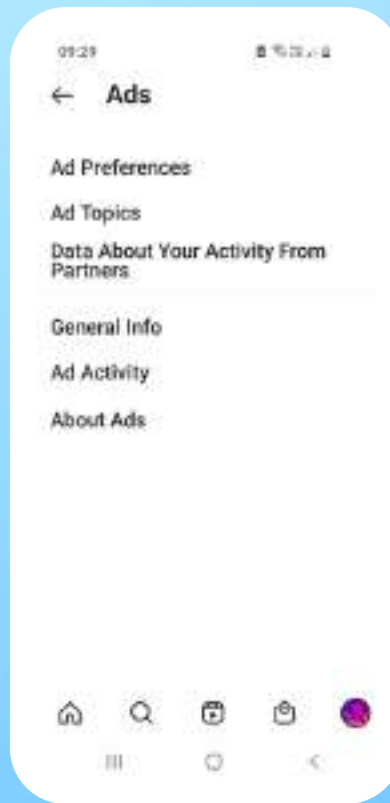 09:29
Ads
Ad Preferences
Ad Topics
Data About Your Activity From
Partners
General Info
Ad Activity
About Ads